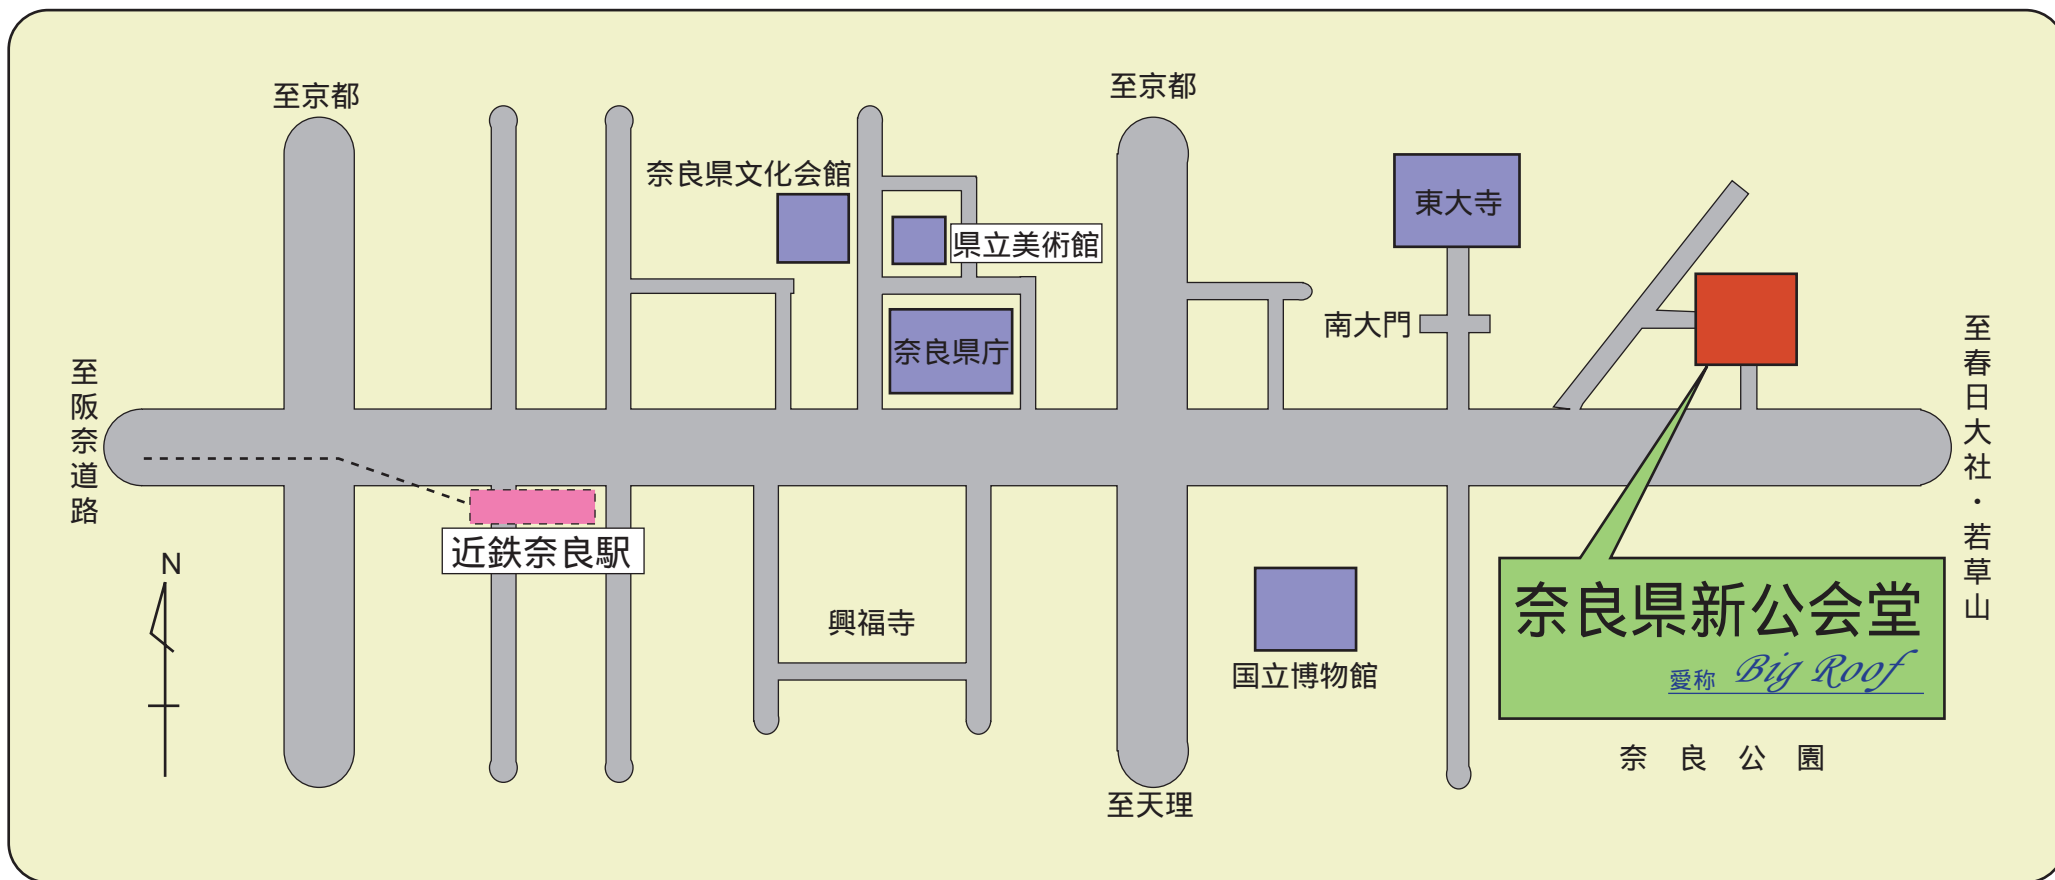 至京都
至京都
奈良県文化会館
東大寺
県立美術館
南大門
奈良県庁
至阪奈道路
至春日大社・若草山
近鉄奈良駅
N
興福寺
国立博物館
奈良県新公会堂
愛称 Big Roof
奈良公園
至天理